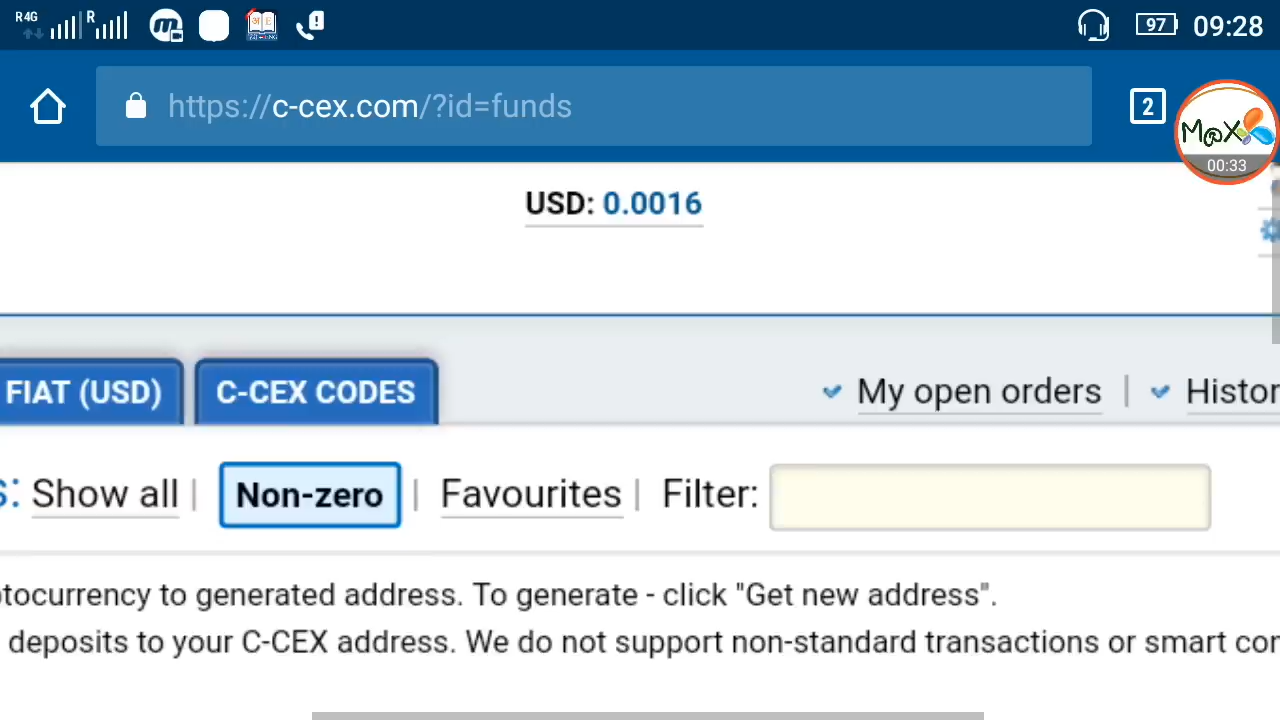 R4G R 97 09:28
https://c-cex.com/?id=funds 2
M@X
00:33
USD: 0.0016
FIAT (USD) C-CEX CODES My open orders | Histor
s: Show all | Non-zero | Favourites | Filter:
tocurrency to generated address. To generate - click "Get new address".
deposits to your C-CEX address. We do not support non-standard transactions or smart con